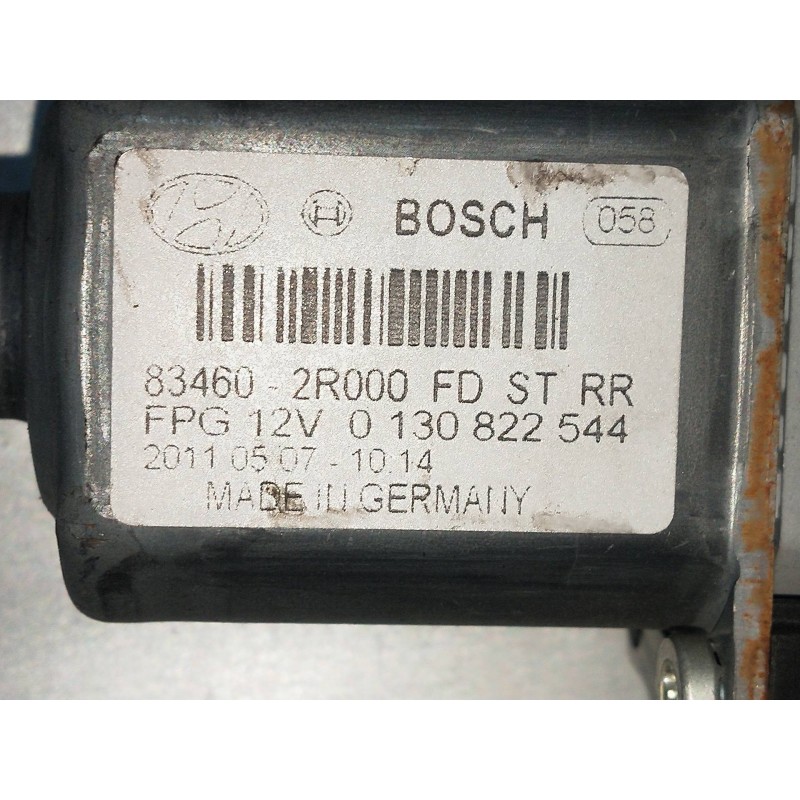 BOSCH 058
83460-2R000 FD ST RR
FPG 12V 0 130 822 544
2011 05 07 - 10:14
MADE IN GERMANY